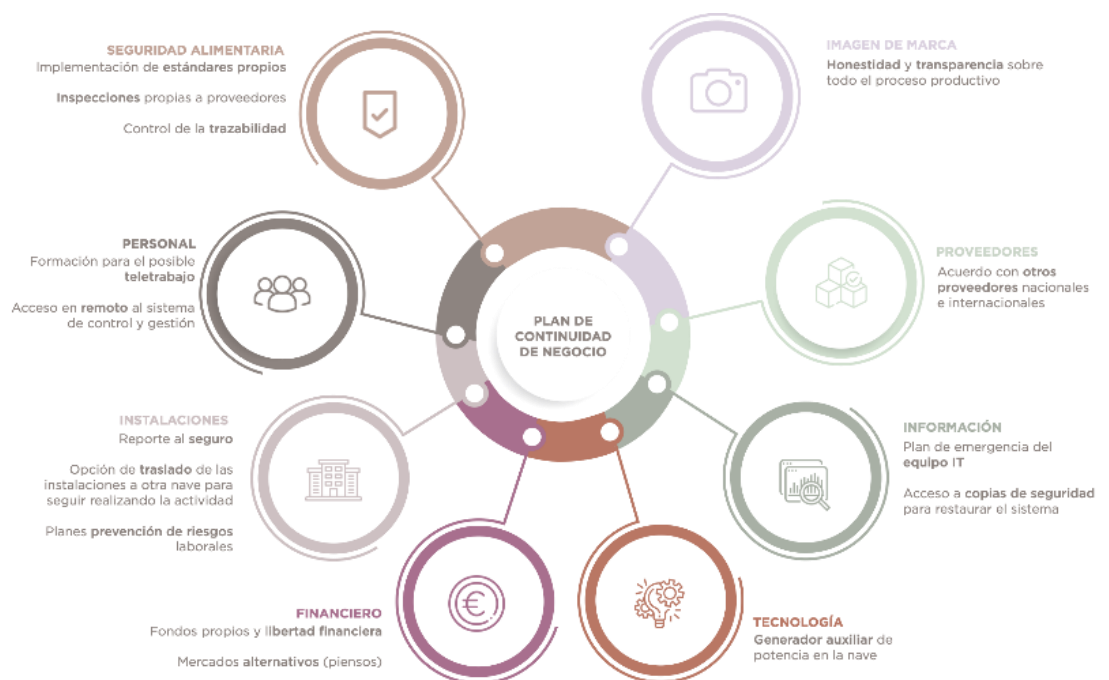 SEGURIDAD ALIMENTARIA
Implementación de estándares propios
Inspecciones propias a proveedores
Control de la trazabilidad
IMAGEN DE MARCA
Honestidad y transparencia sobre
todo el proceso productivo
PERSONAL
Formación para el posible
teletrabajo
Acceso en remoto al sistema
de control y gestión
PROVEEDORES
Acuerdo con otros
proveedores nacionales
e internacionales
PLAN DE
CONTINUIDAD
DE NEGOCIO
INSTALACIONES
Reporte al seguro
Opción de traslado de las
instalaciones a otra nave para
seguir realizando la actividad
Planes prevención de riesgos
laborales
INFORMACIÓN
Plan de emergencia del
equipo IT
Acceso a copias de seguridad
para restaurar el sistema
FINANCIERO
Fondos propios y libertad financiera
Mercados alternativos (piensos)
€
TECNOLOGÍA
Generador auxiliar de
potencia en la nave